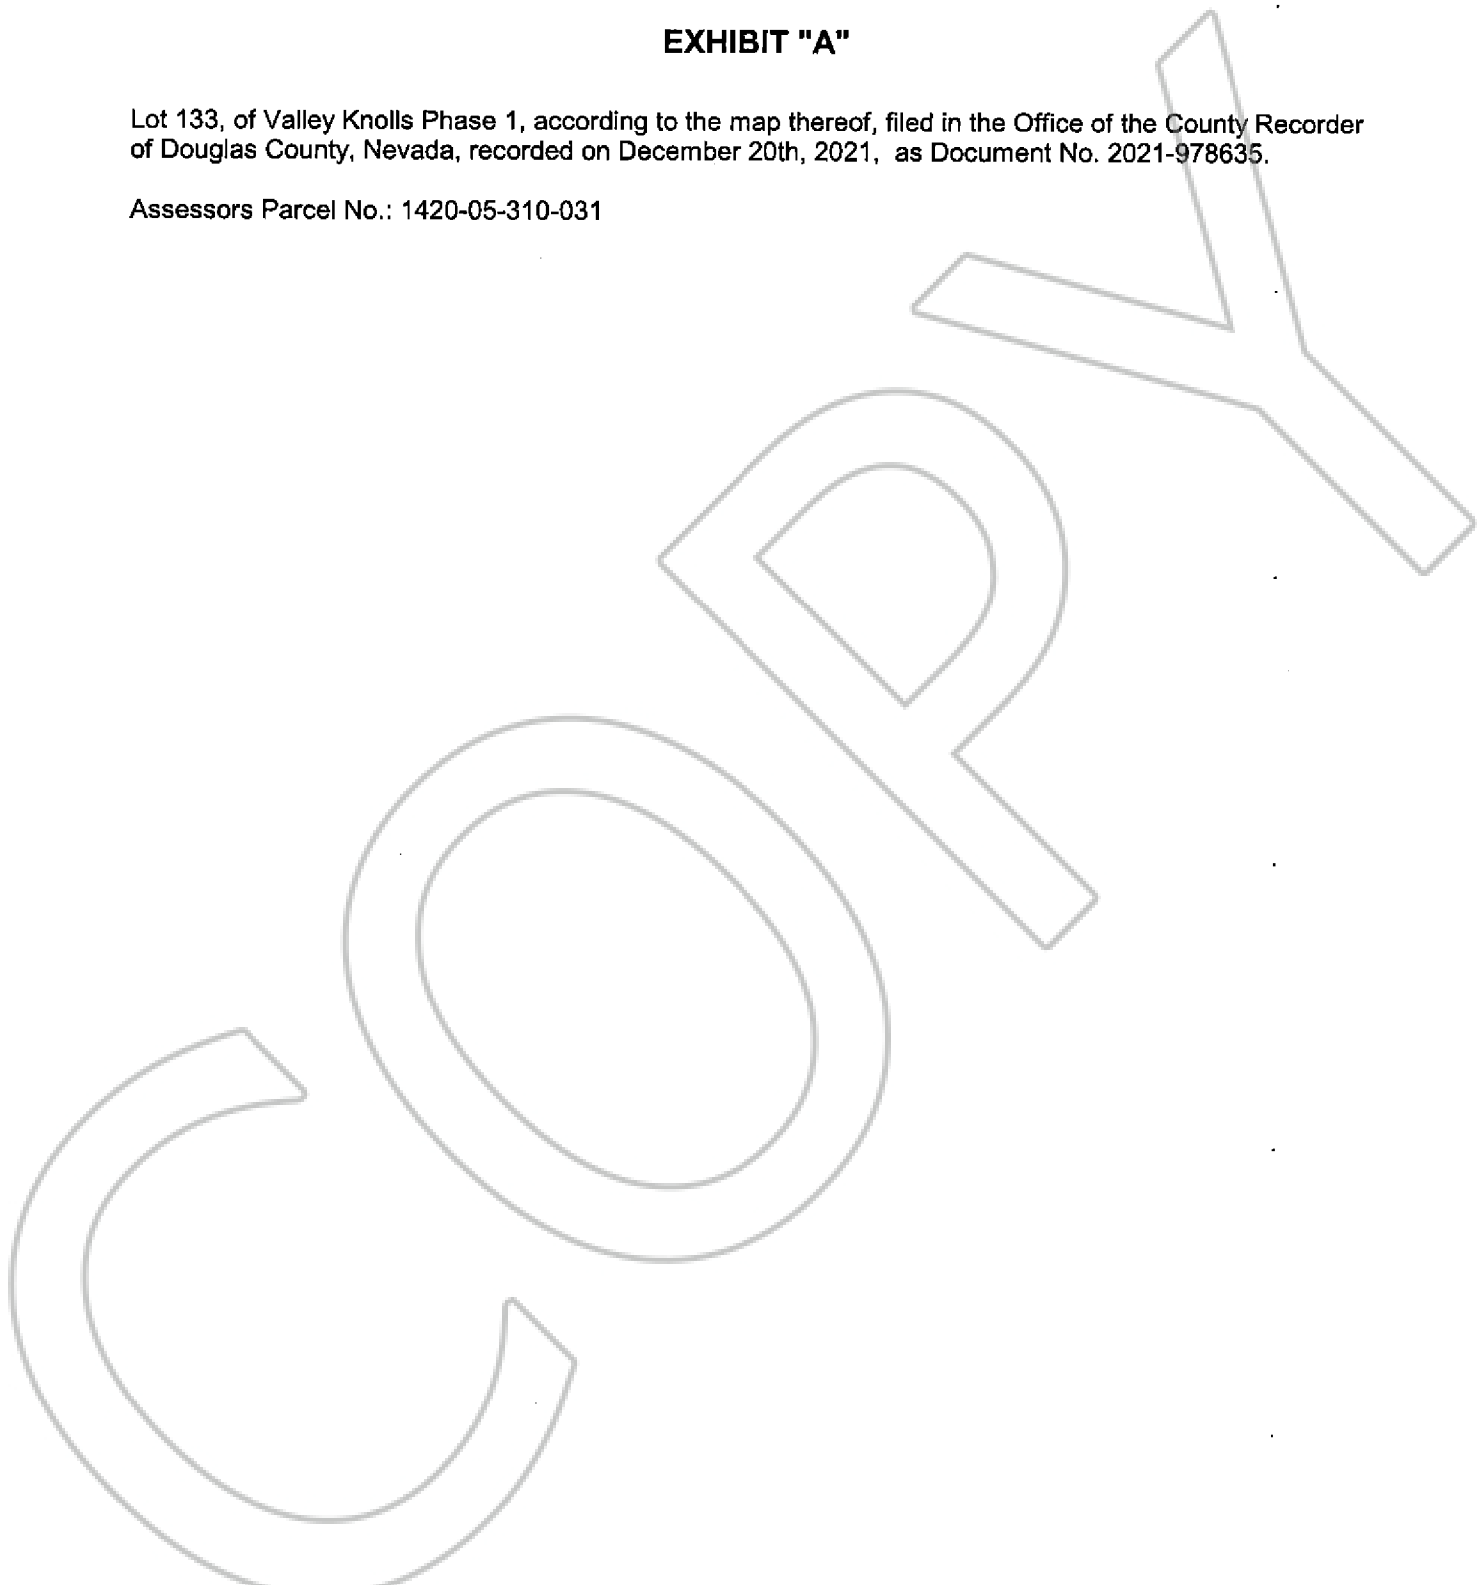 EXHIBIT "A"
Lot 133, of Valley Knolls Phase 1, according to the map thereof, filed in the Office of the County Recorder
of Douglas County, Nevada, recorded on December 20th, 2021, as Document No. 2021-978635.
Assessors Parcel No.: 1420-05-310-031
COPY